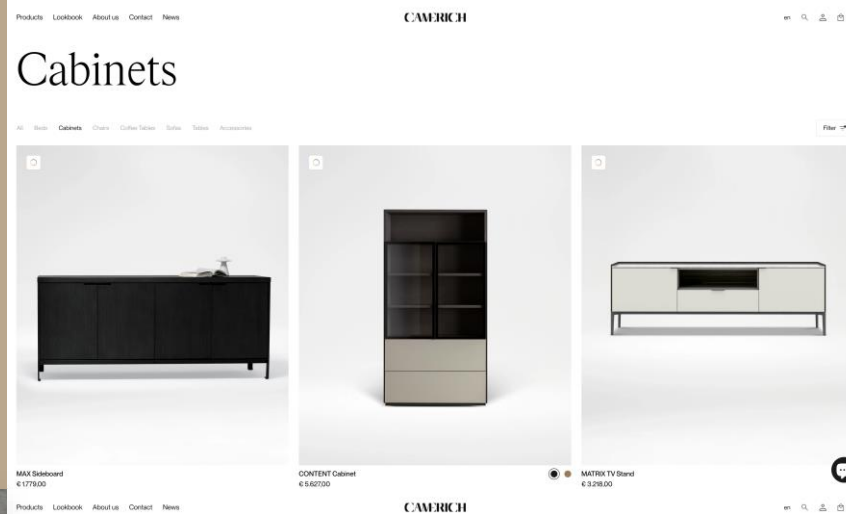 Products Lookbook About us Contact News
CAMERICH
en
Cabinets
All Beds Cabinets Chairs Coffee Tables Sofas Tables Accessories
Filter
MAX Sideboard
€ 1.779,00
CONTENT Cabinet
€ 5.627,00
MATRIX TV Stand
€ 3.218,00
Products Lookbook About us Contact News
CAMERICH
en